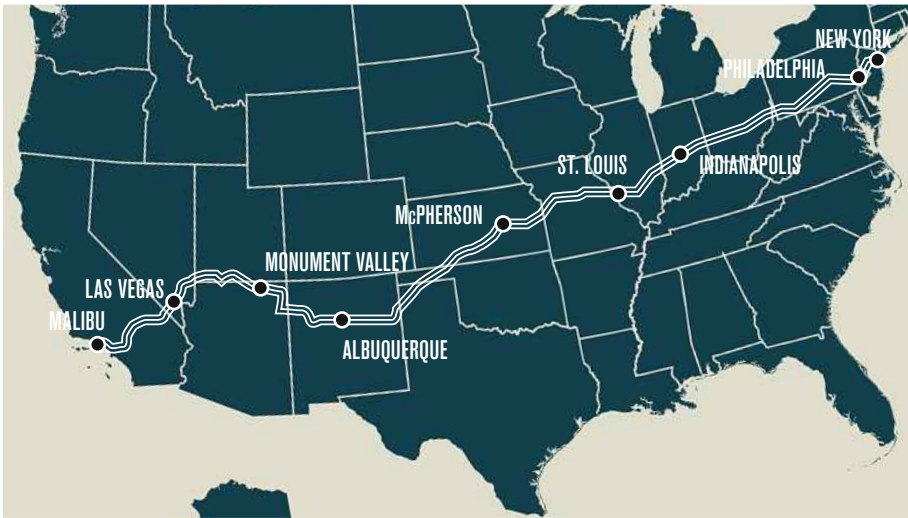 NEW YORK
PHILADELPHIA
ST. LOUIS
INDIANAPOLIS
McPHERSON
MONUMENT VALLEY
LAS VEGAS
MALIBU
ALBUQUERQUE